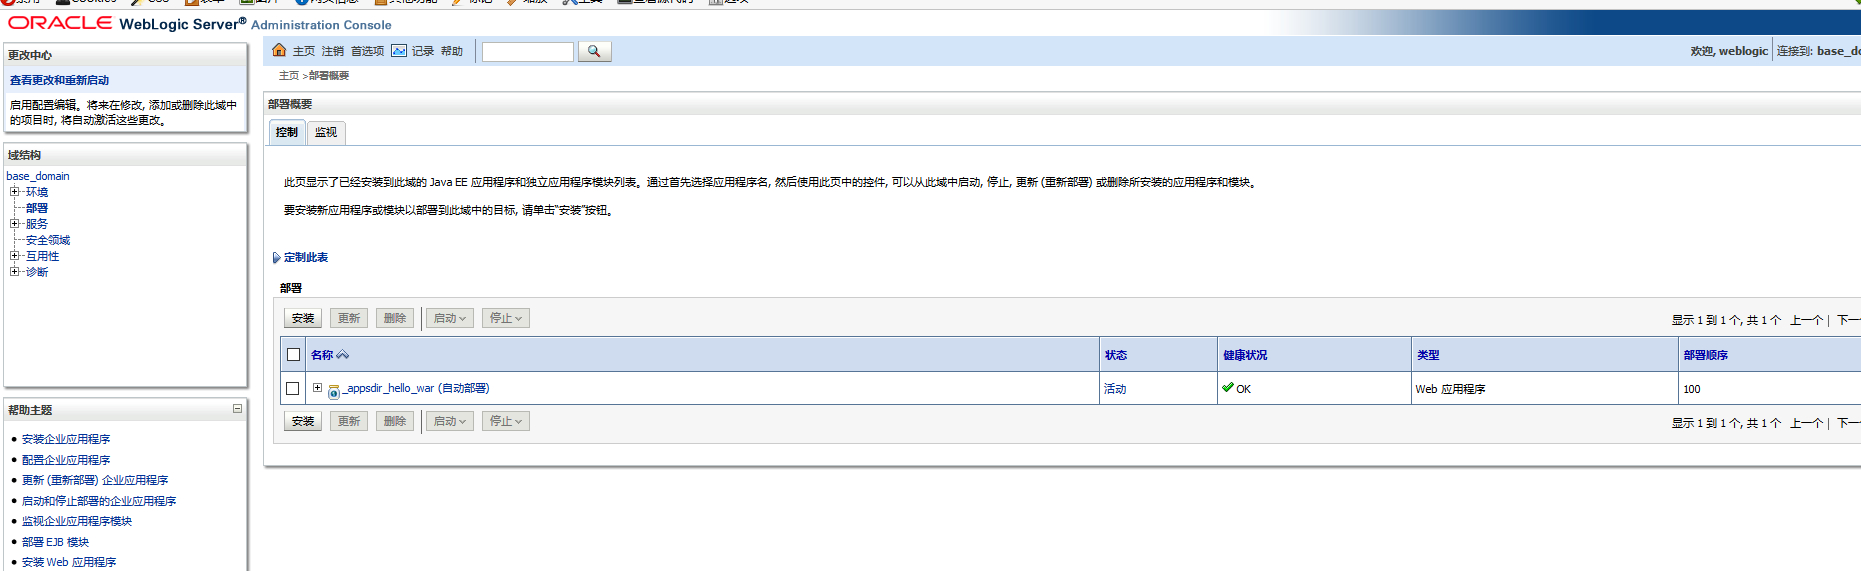 Cookies
CSS
ORACLE WebLogic Server® Administration Console
更改中心
查看更改和重新启动
启用配置编辑。将来在修改, 添加或删除此域中
的项目时, 将自动激活这些更改。
域结构
base_domain
环境
部署
服务
安全领域
互用性
诊断
帮助主题
安装企业应用程序
配置企业应用程序
更新 (重新部署) 企业应用程序
启动和停止部署的企业应用程序
监视企业应用程序模块
部署 EJB 模块
安装 Web 应用程序
主页 注销 首选项 记录 帮助
欢迎, weblogic 连接到:
主页 >部署概要
部署概要
控制 监视
此页显示了已经安装到此域的 Java EE 应用程序和独立应用程序模块列表。通过首先选择应用程序名, 然后使用此页中的控件, 可以从此域中启动, 停止, 更新 (重新部署) 或删除所安装的应用程序和模块。
要安装新应用程序或模块以部署到此域中的目标, 请单击“安装”按钮。
定制此表
部署
安装 更新 删除 启动 停止 显示 1 到 1 个, 共 1 个 上一个 |
名称 状态 健康状况 类型 部署顺序
_appsdir_hello_war (自动部署) 活动 OK Web 应用程序 100
安装 更新 删除 启动 停止 显示 1 到 1 个, 共 1 个 上一个 |